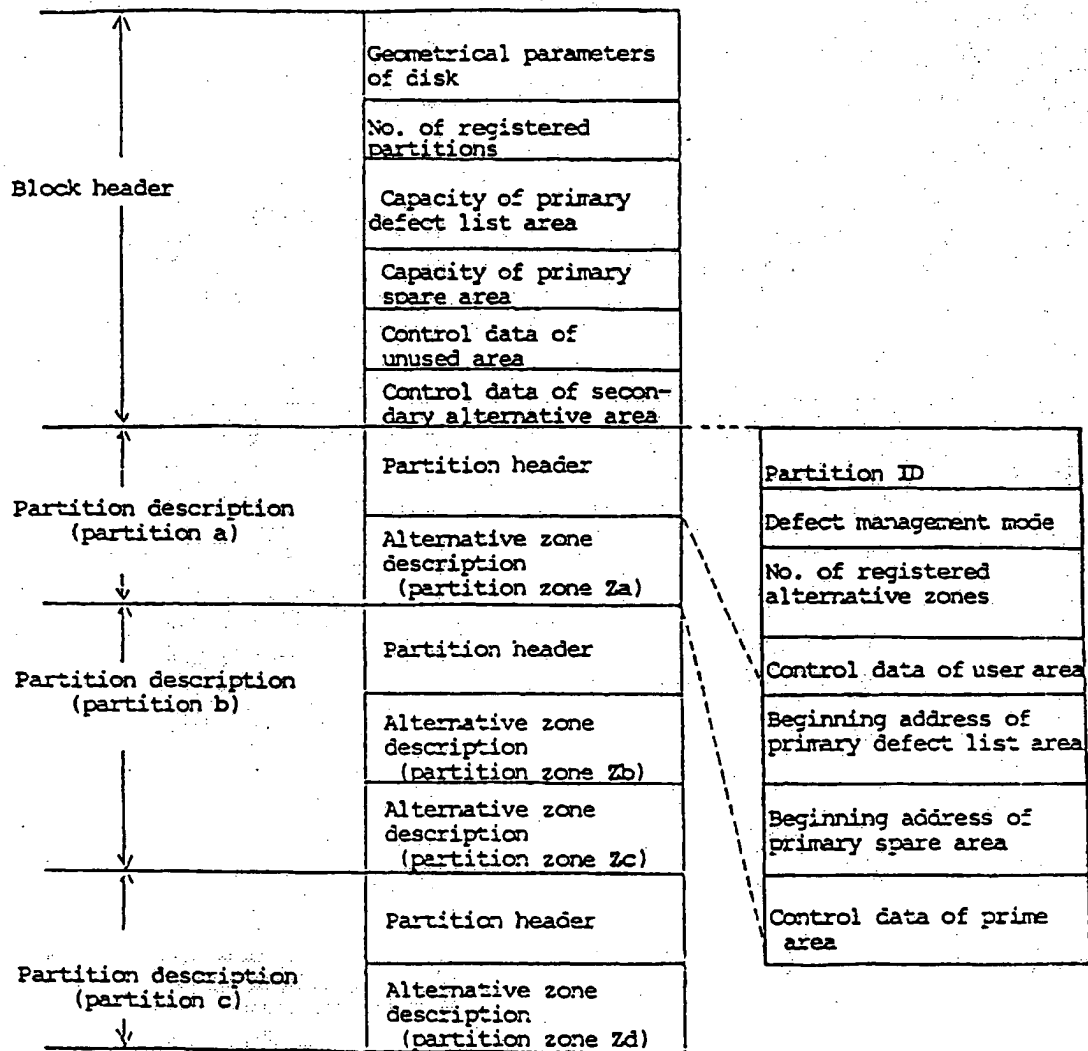 Block header
Geometrical parameters
of disk
No. of registered
partitions
Capacity of primary
defect list area
Capacity of primary
spare area
Control data of
unused area
Control data of secon-
dary alternative area
Partition description
(partition a)
Partition header
Alternative zone
description
(partition zone Za)
Partition description
(partition b)
Partition header
Alternative zone
description
(partition zone Zb)
Alternative zone
description
(partition zone Zc)
Partition description
(partition c)
Partition header
Alternative zone
description
(partition zone Zd)
Partition ID
Defect management mode
No. of registered
alternative zones
Control data of user area
Beginning address of
primary defect list area
Beginning address of
primary spare area
Control data of prime
area